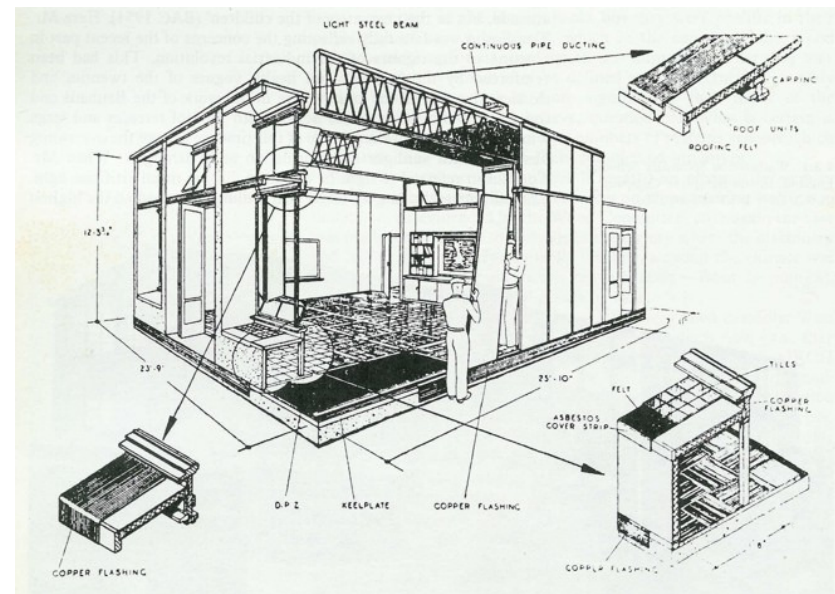 LIGHT STEEL BEAM
CONTINUOUS PIPE DUCTING
CAPPING
ROOF UNITS
ROOFING FELT
12'-3¾"
23'-9"
25'-10"
TILES
FELT
COPPER
FLASHING
ASBESTOS
COVER STRIP
D.P.Z
KEELPLATE
COPPER FLASHING
COPPER FLASHING
8"
COPPER FLASHING